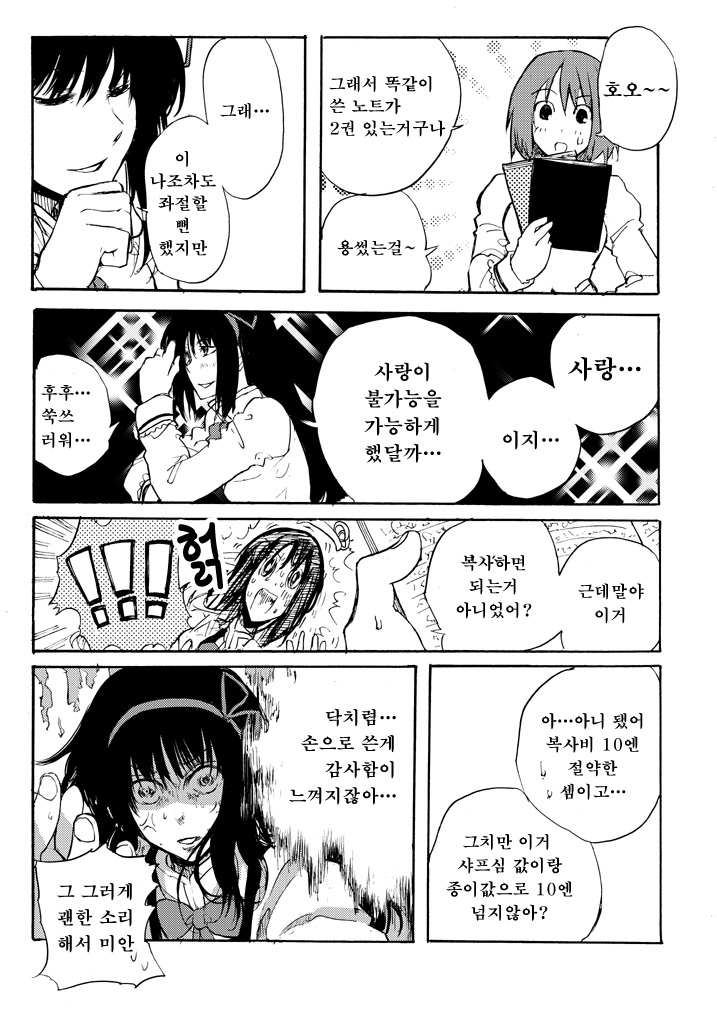 호오~~
그래서 똑같이
쓴 노트가
2권 있는거구나
용썼는걸~
그래…
이
나조차도
좌절할
뻔
했지만
사랑…
이지…
사랑이
불가능을
가능하게
했달까…
후후…
쑥쓰
러워…
근데말야
이거
복사하면
되는거
아니었어?
헑
!!!
아…아니 됐어
복사비 10엔
절약한
셈이고…
그치만 이거
샤프심 값이랑
종이값으로 10엔
넘지않아?
닥치럼…
손으로 쓴게
감사함이
느껴지잖아…
그 그러게
괜한 소리
해서 미안